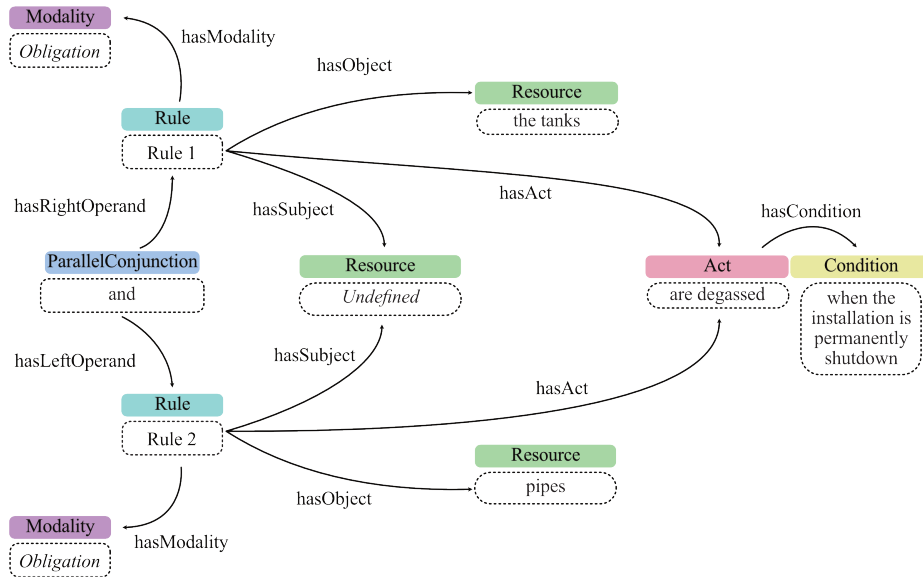 Modality
Obligation
hasModality
hasObject
Resource
the tanks
Rule
Rule 1
hasRightOperand
hasSubject
hasAct
hasCondition
ParallelConjunction
and
Resource
Undefined
Act
are degassed
Condition
when the
installation is
permanently
shutdown
hasLeftOperand
hasSubject
hasAct
Rule
Rule 2
Resource
pipes
hasObject
hasModality
Modality
Obligation